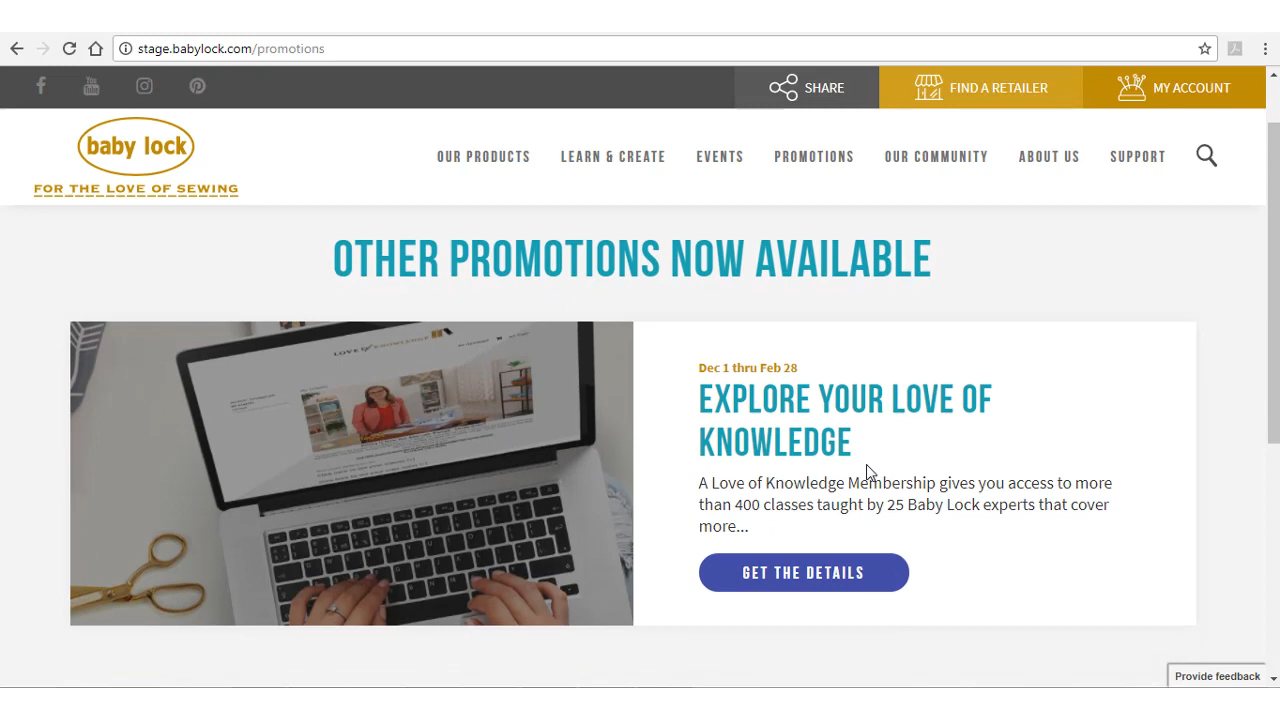 stage.babylock.com/promotions
SHARE
FIND A RETAILER
MY ACCOUNT
baby lock
FOR THE LOVE OF SEWING
OUR PRODUCTS
LEARN & CREATE
EVENTS
PROMOTIONS
OUR COMMUNITY
ABOUT US
SUPPORT
OTHER PROMOTIONS NOW AVAILABLE
LOVE of KNOWLEDGE
Dec 1 thru Feb 28
EXPLORE YOUR LOVE OF
KNOWLEDGE
A Love of Knowledge Membership gives you access to more
than 400 classes taught by 25 Baby Lock experts that cover
more...
GET THE DETAILS
Provide feedback